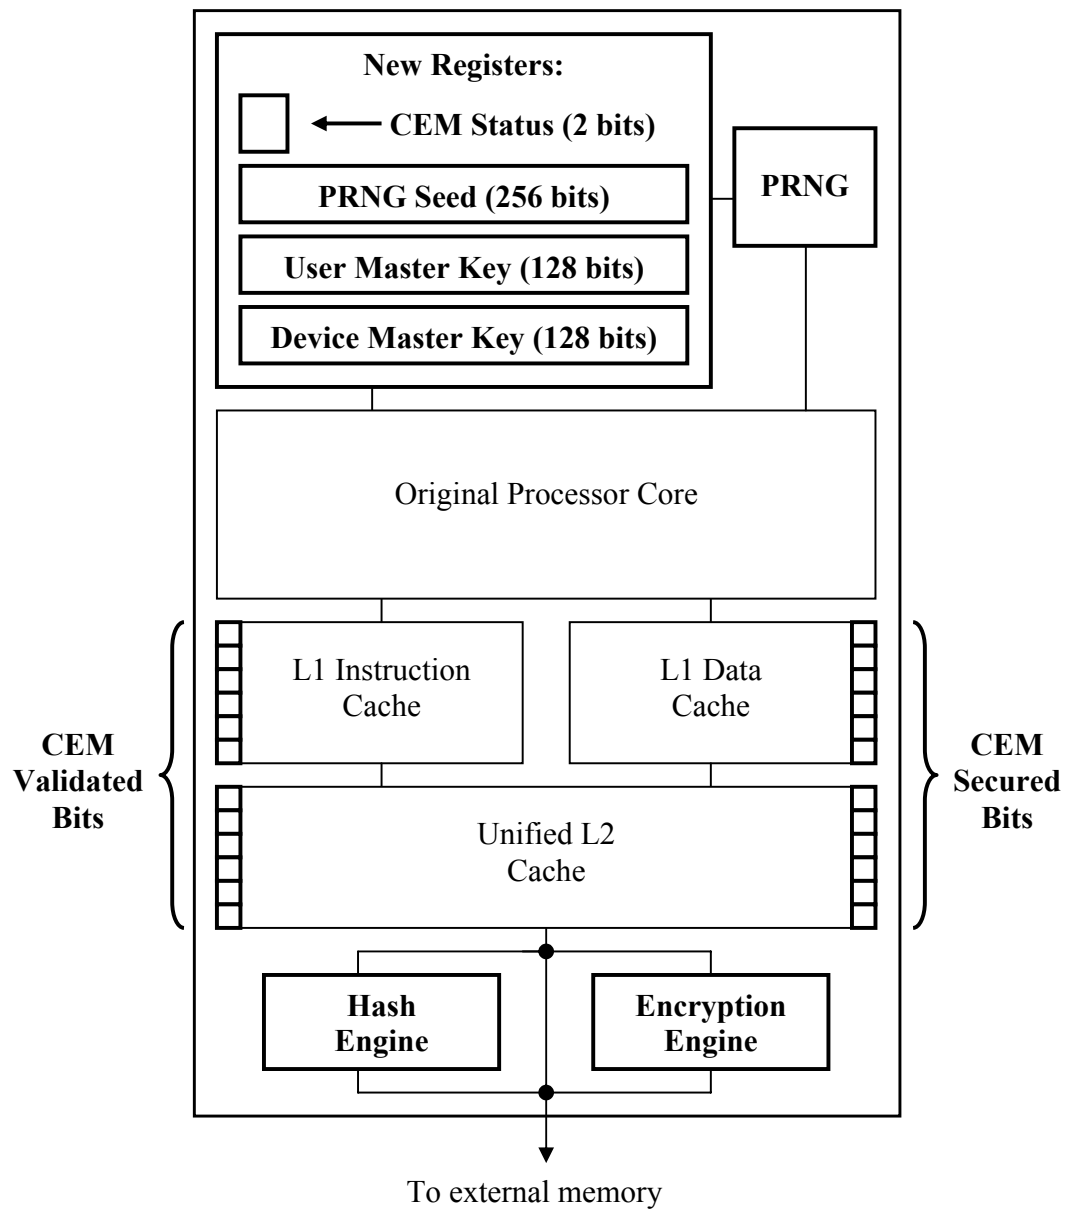 New Registers:
CEM Status (2 bits)
PRNG Seed (256 bits)
PRNG
User Master Key (128 bits)
Device Master Key (128 bits)
Original Processor Core
L1 Instruction
Cache
L1 Data
Cache
CEM
Validated
Bits
CEM
Secured
Bits
Unified L2
Cache
Hash
Engine
Encryption
Engine
To external memory